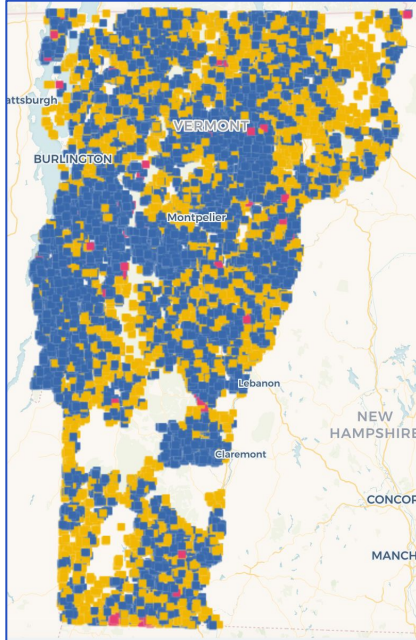 attsburgh
VERMONT
BURLINGTON
Montpelier
Lebanon
NEW
HAMPSHIRE
Claremont
CONCOR
MANCH